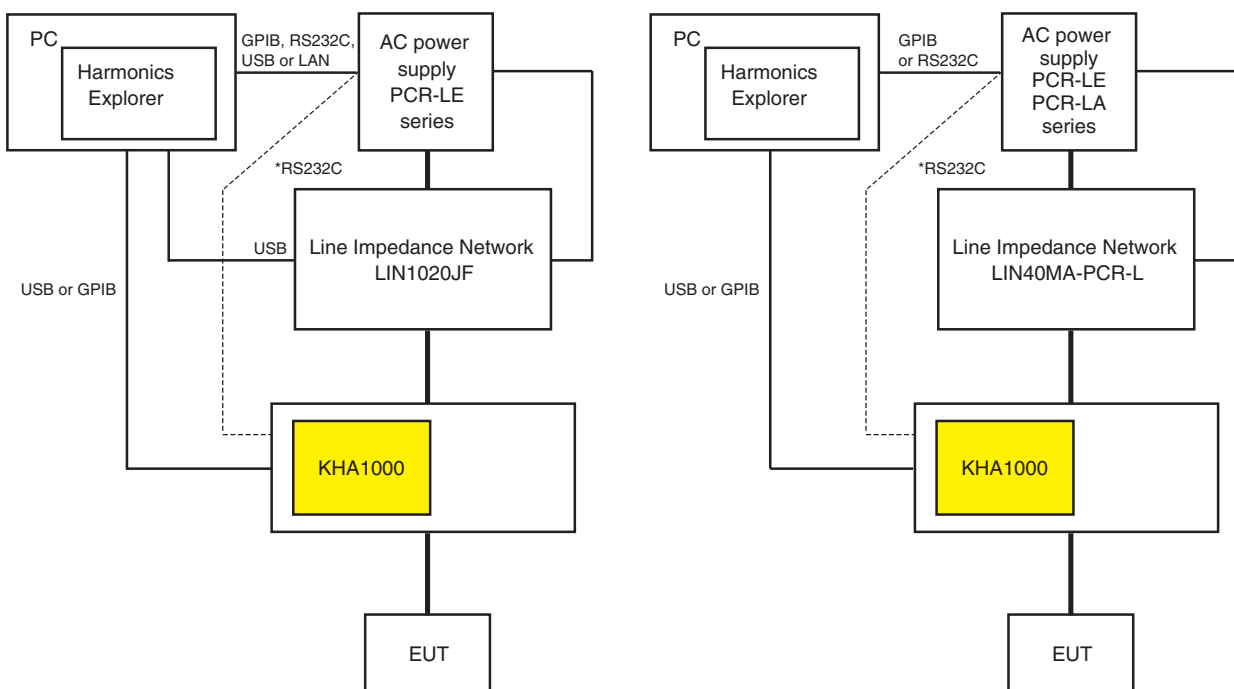 PC
Harmonics
Explorer
GPIB, RS232C,
USB or LAN
AC power
supply
PCR-LE
series
*RS232C
USB
Line Impedance Network
LIN1020JF
USB or GPIB
KHA1000
EUT
PC
Harmonics
Explorer
GPIB
or RS232C
AC power
supply
PCR-LE
PCR-LA
series
*RS232C
Line Impedance Network
LIN40MA-PCR-L
USB or GPIB
KHA1000
EUT